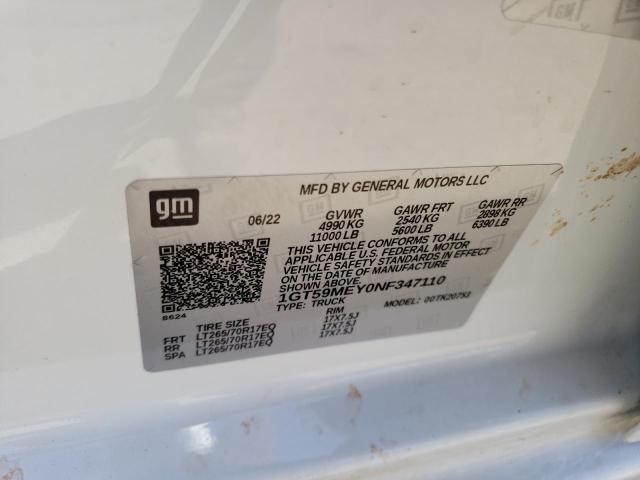 gm
MFD BY GENERAL MOTORS LLC
06/22
GVWR GAWR FRT GAWR RR
4990 KG 2540 KG 2898 KG
11000 LB 5600 LB 6390 LB
THIS VEHICLE CONFORMS TO ALL
APPLICABLE U.S. FEDERAL MOTOR
VEHICLE SAFETY STANDARDS IN EFFECT
ON THE DATE OF MANUFACTURE
SHOWN ABOVE.
1GT59MEY0NF347110
TYPE: TRUCK MODEL: 00TK20753
8624
TIRE SIZE RIM
FRT LT265/70R17EQ 17X7.5J
RR LT265/70R17EQ 17X7.5J
SPA LT265/70R17EQ 17X7.5J